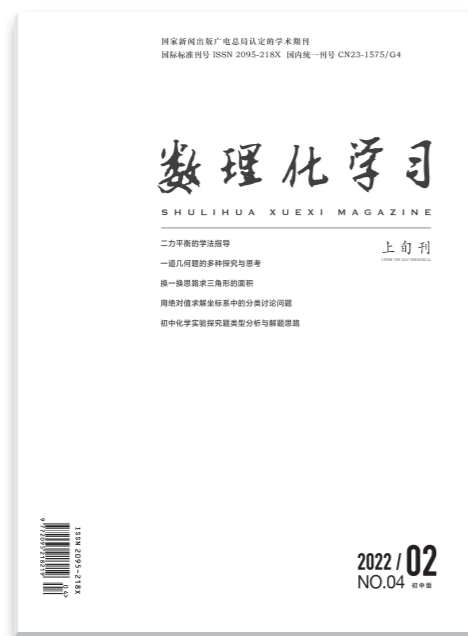 国家新闻出版广电总局认定的学术期刊
国际标准刊号 ISSN 2095-218X 国内统一刊号 CN23-1575/G4
数理化学习
SHULIHUA XUEXI MAGAZINE
二力平衡的学法指导
上旬刊
一道几何题的多种探究与思考
换一换思路求三角形的面积
用绝对值求解坐标系中的分类讨论问题
初中化学实验探究题类型分析与解题思路
ISSN 2095-218X
9772095218219
04>
2022 / 02
NO.04 初中版